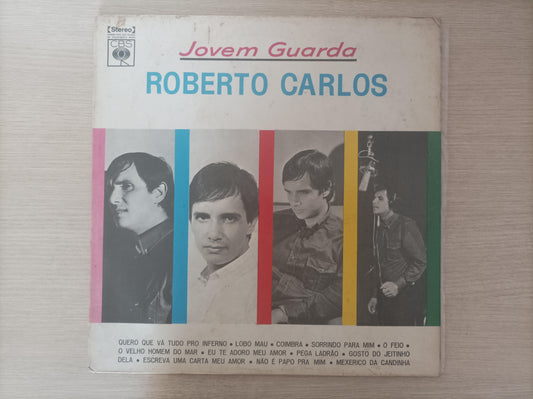 Stereo
CBS
Jovem Guarda
ROBERTO CARLOS
QUERO QUE VÁ TUDO PRO INFERNO • LOBO MAU • COIMBRA • SORRINDO PARA MIM • O FEIO •
O VELHO HOMEM DO MAR • EU TE ADORO MEU AMOR • PEGA LADRÃO • GOSTO DO JEITINHO
DELA • ESCREVA UMA CARTA MEU AMOR • NÃO É PAPO PRA MIM • MEXERICO DA CANDINHA